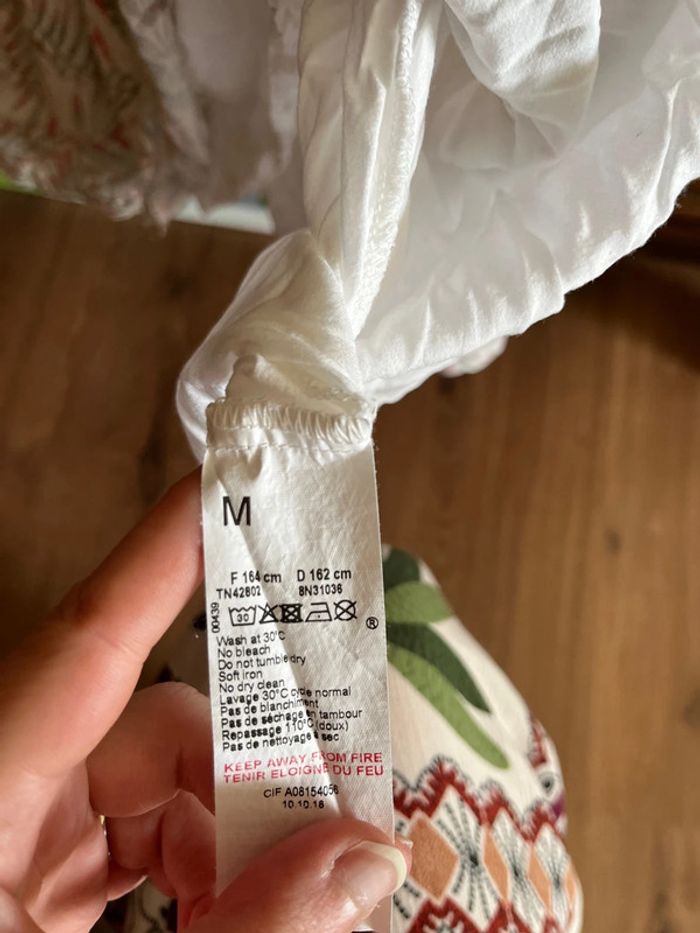 M
F 164 cm D 162 cm
TN42802 8N31036
00439
30
®
Wash at 30°C
No bleach
Do not tumble dry
Soft iron
No dry clean
Lavage 30°C cycle normal
Pas de blanchiment
Pas de séchage en tambour
Repassage 110°C (doux)
Pas de nettoyage à sec
KEEP AWAY FROM FIRE
TENIR ELOIGNE DU FEU
CIF A08154056
10.10.16